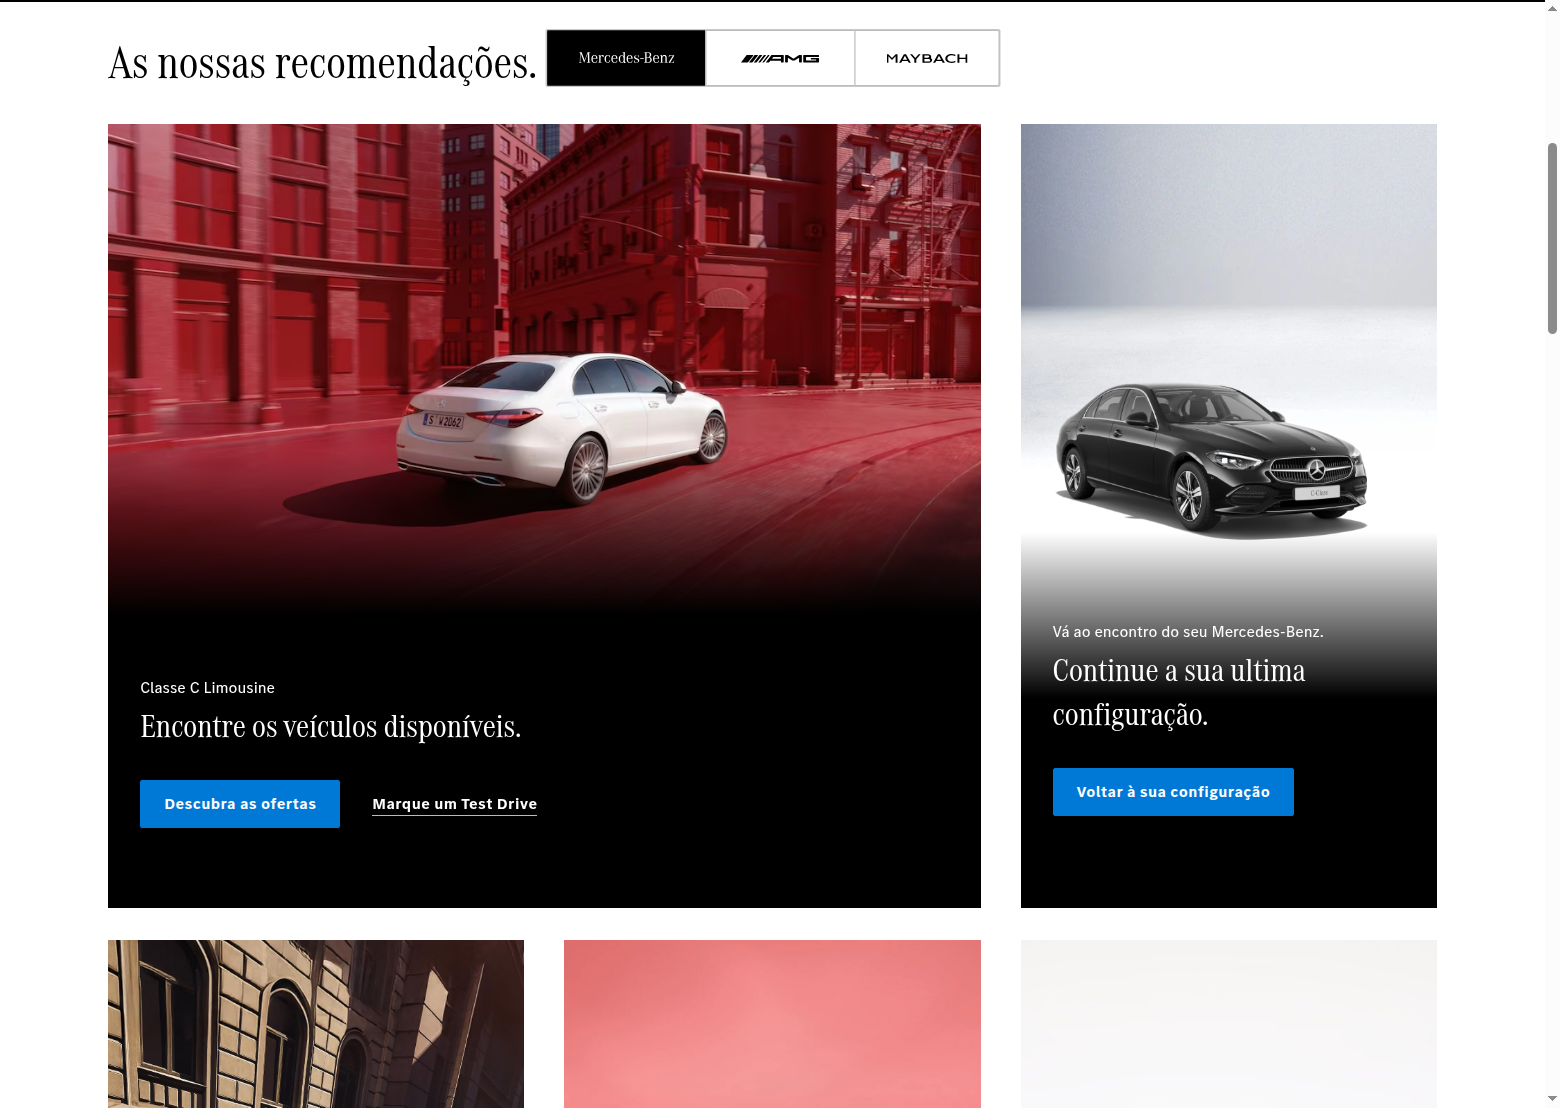 As nossas recomendações.
Mercedes-Benz
AMG
MAYBACH
S V 2062
C-Class
Classe C Limousine
Encontre os veículos disponíveis.
Descubra as ofertas
Marque um Test Drive
Vá ao encontro do seu Mercedes-Benz.
Continue a sua ultima
configuração.
Voltar à sua configuração